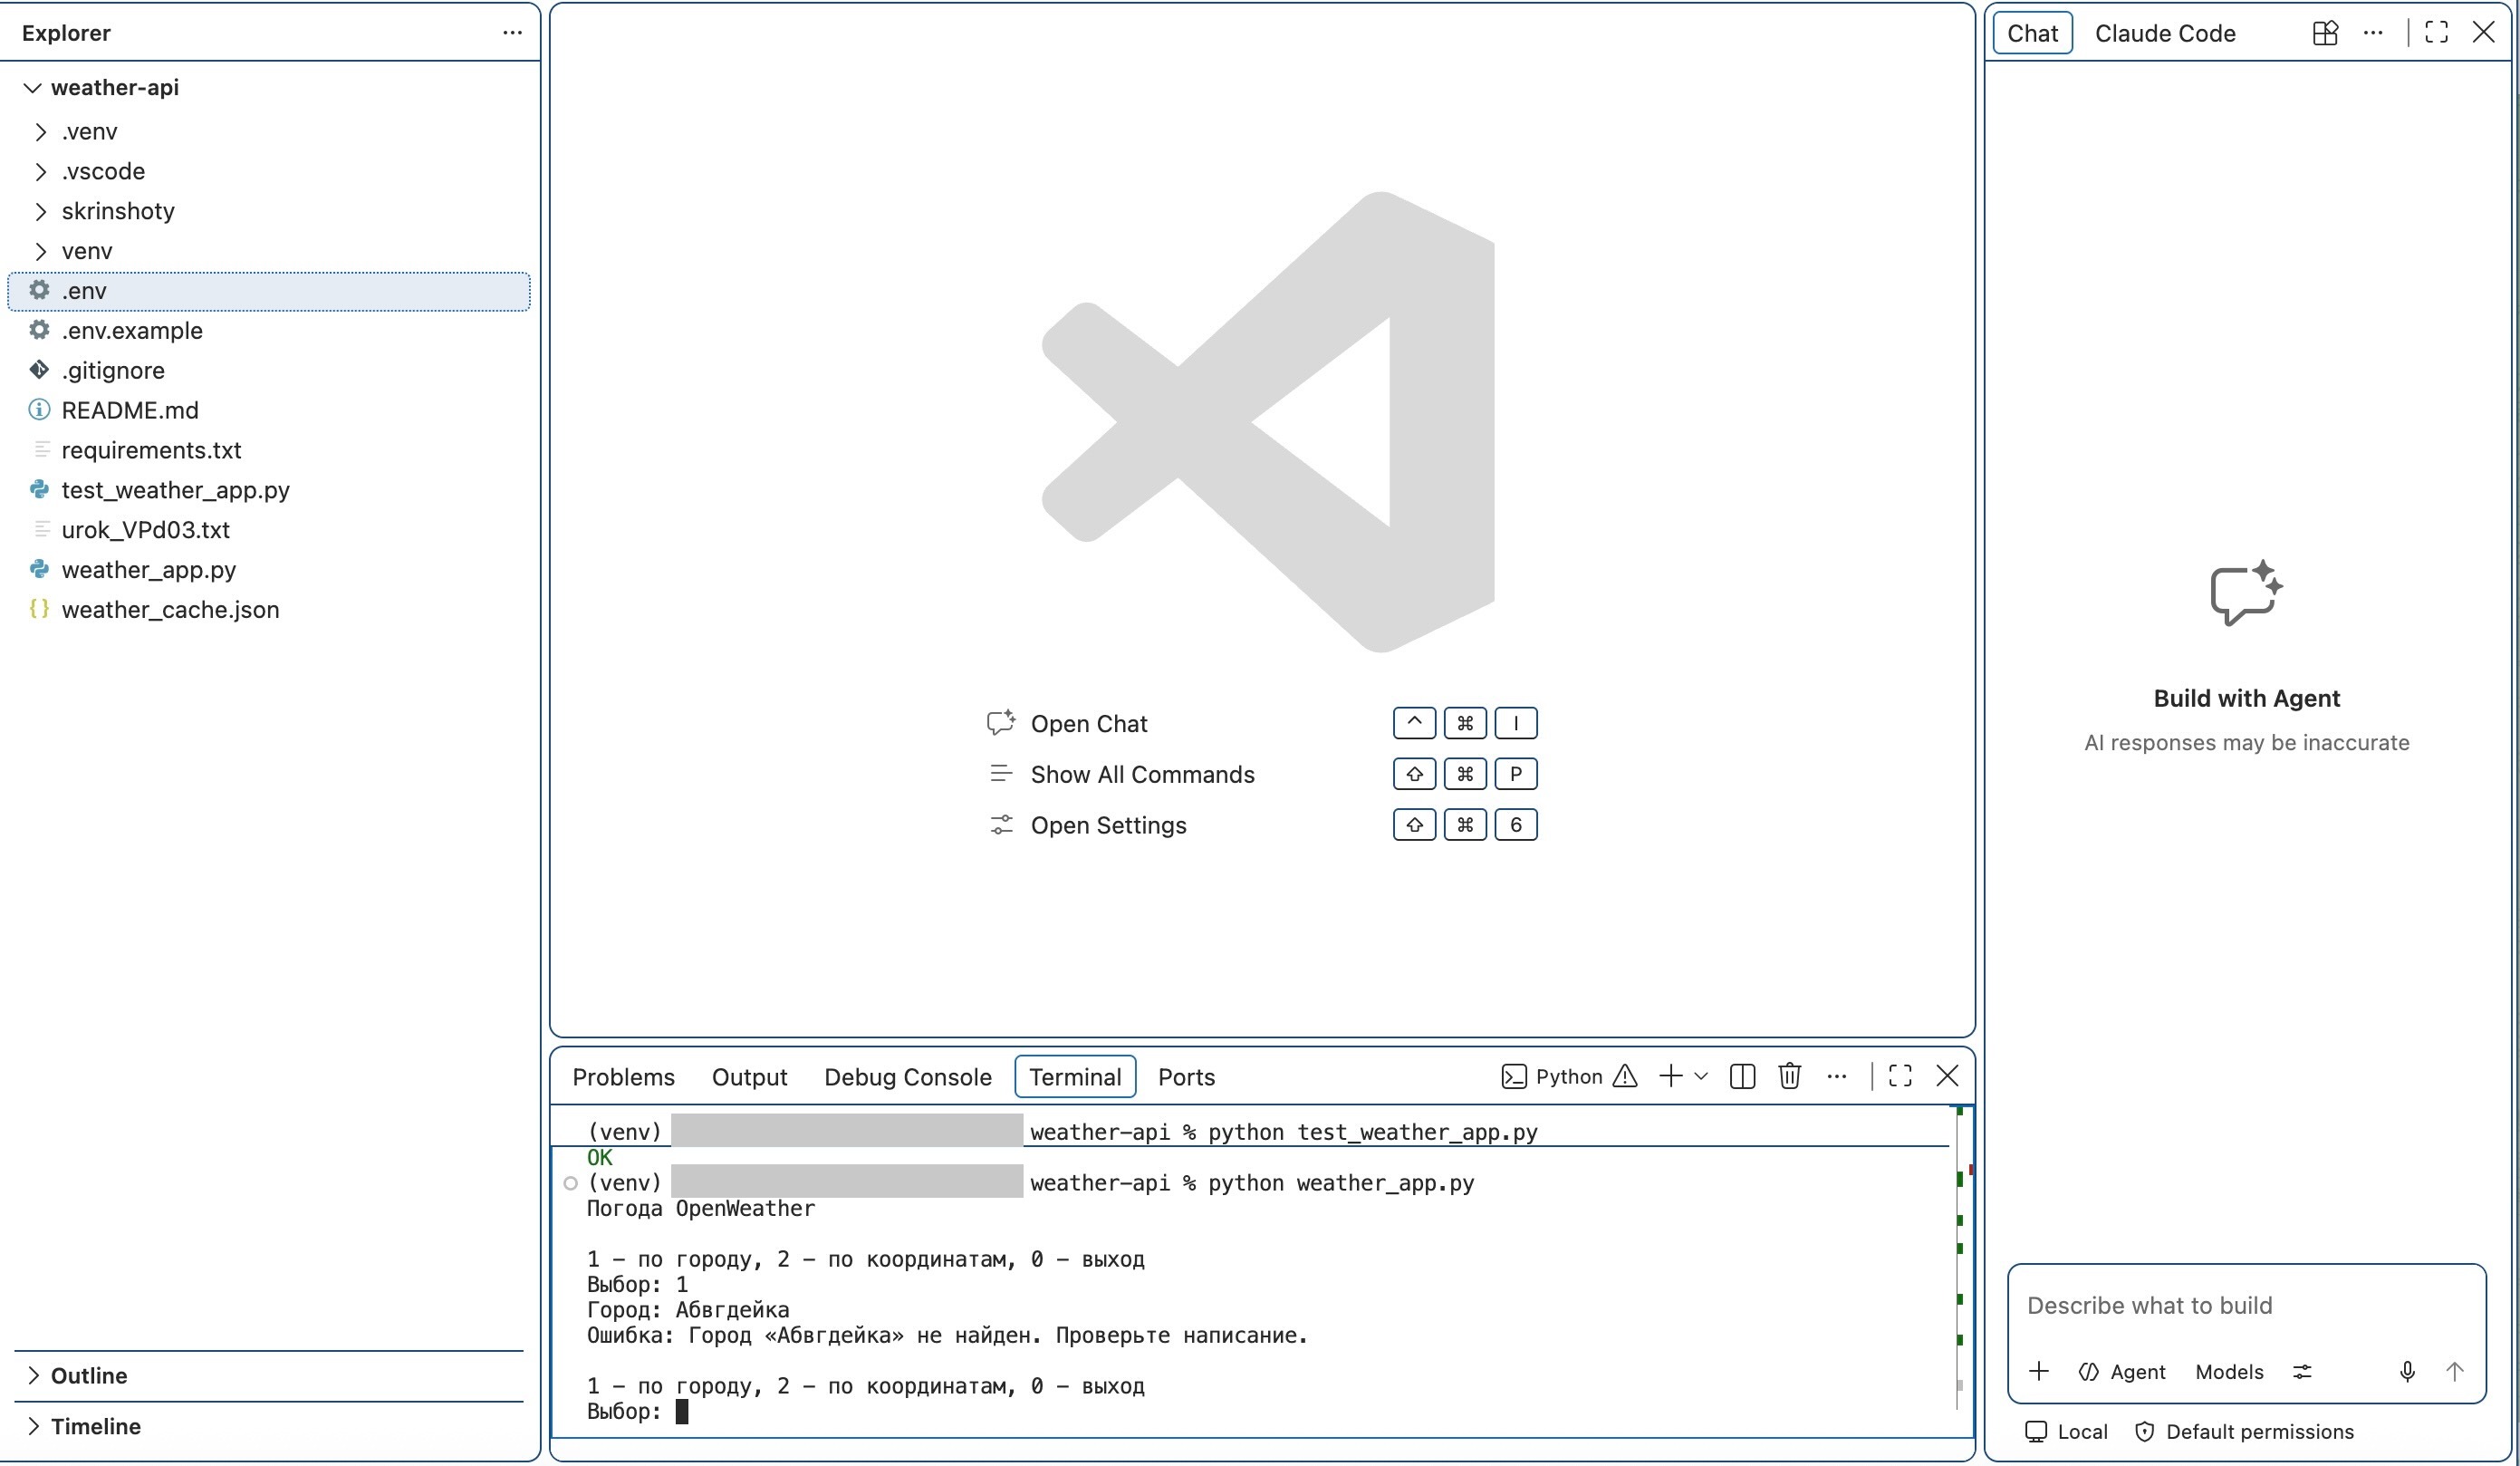 Explorer
weather-api
.venv
.vscode
skrinshoty
venv
.env
.env.example
.gitignore
README.md
requirements.txt
test_weather_app.py
urok_VPd03.txt
weather_app.py
weather_cache.json
Outline
Timeline
Open Chat ^ ⌘ I
Show All Commands ⇧ ⌘ P
Open Settings ⇧ ⌘ 6
Problems Output Debug Console Terminal Ports Python
(venv) weather-api % python test_weather_app.py
OK
(venv) weather-api % python weather_app.py
Погода OpenWeather
1 — по городу, 2 — по координатам, 0 — выход
Выбор: 1
Город: Абвгдейка
Ошибка: Город «Абвгдейка» не найден. Проверьте написание.
1 — по городу, 2 — по координатам, 0 — выход
Выбор:
Chat Claude Code
Build with Agent
AI responses may be inaccurate
Describe what to build
Agent Models
Local Default permissions